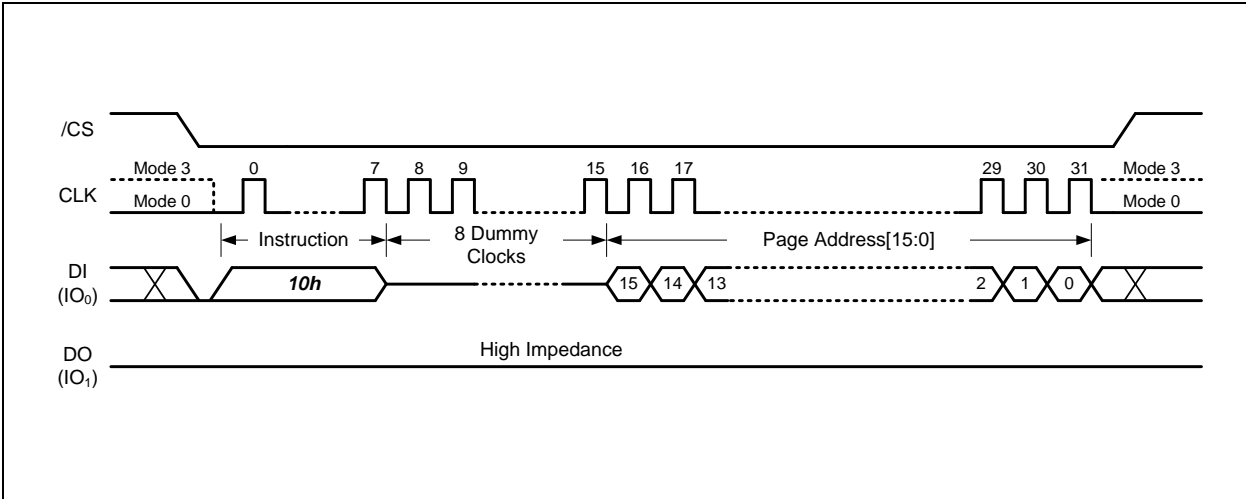 /CS
Mode 3 0 7 8 9 15 16 17 29 30 31 Mode 3
CLK
Mode 0 Mode 0
Instruction 8 Dummy Clocks Page Address[15:0]
DI
(IO₀)
10h 15 14 13 2 1 0
High Impedance
DO
(IO₁)